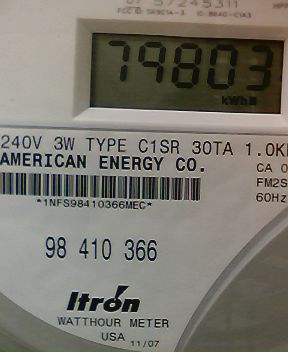 57245311
79803
kWh
240V 3W TYPE C1SR 30TA 1.0K
AMERICAN ENERGY CO.
CA 0
FM2S
60Hz
*1NFS98410366MEC*
98 410 366
Itron
WATTHOUR METER
USA 11/07